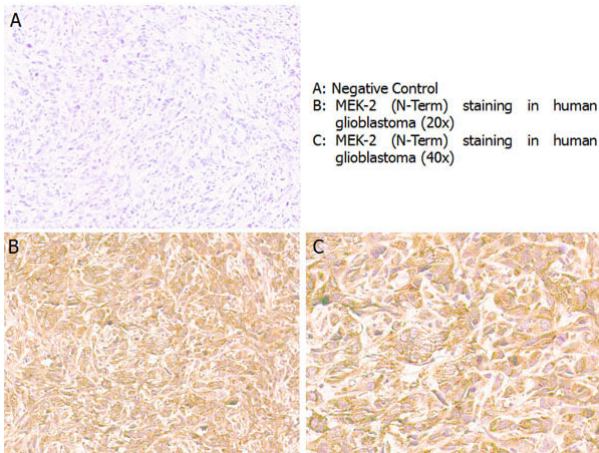 A
A: Negative Control
B: MEK-2 (N-Term) staining in human
glioblastoma (20x)
C: MEK-2 (N-Term) staining in human
glioblastoma (40x)
B
C